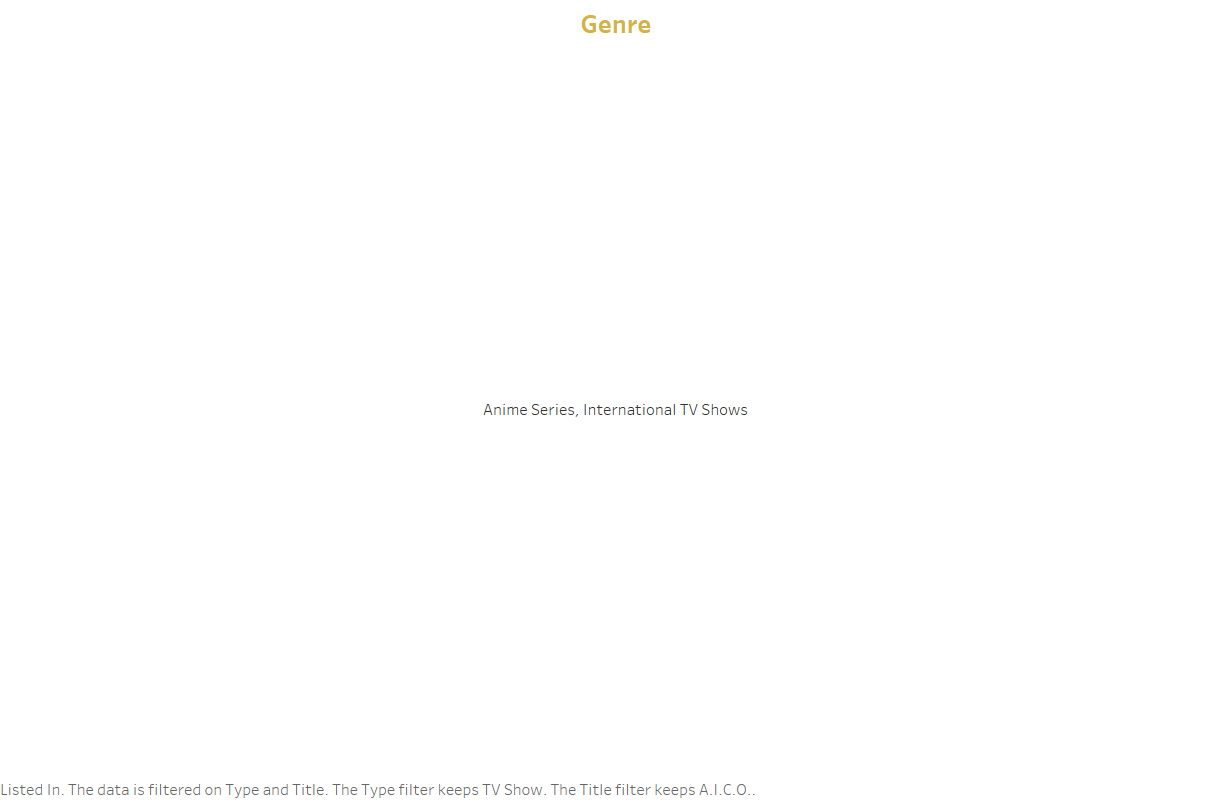 Genre
Anime Series, International TV Shows
Listed In. The data is filtered on Type and Title. The Type filter keeps TV Show. The Title filter keeps A.I.C.O..